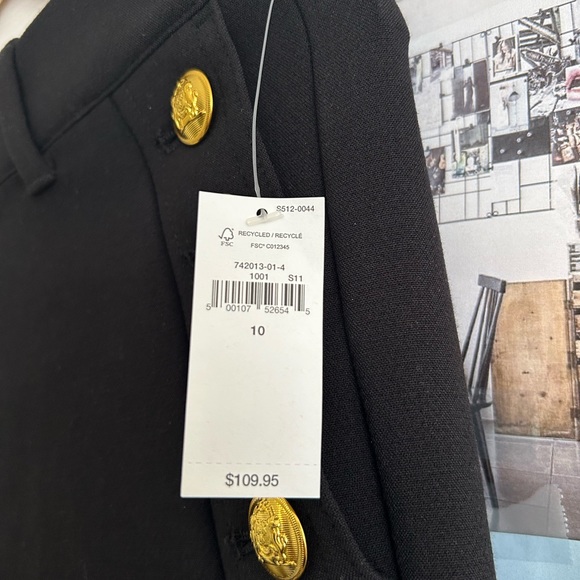 S512-0044
FSC
RECYCLED / RECYCLÉ
FSC® C012345
742013-01-4
1001 S11
5 00107 52654 5
10
$109.95